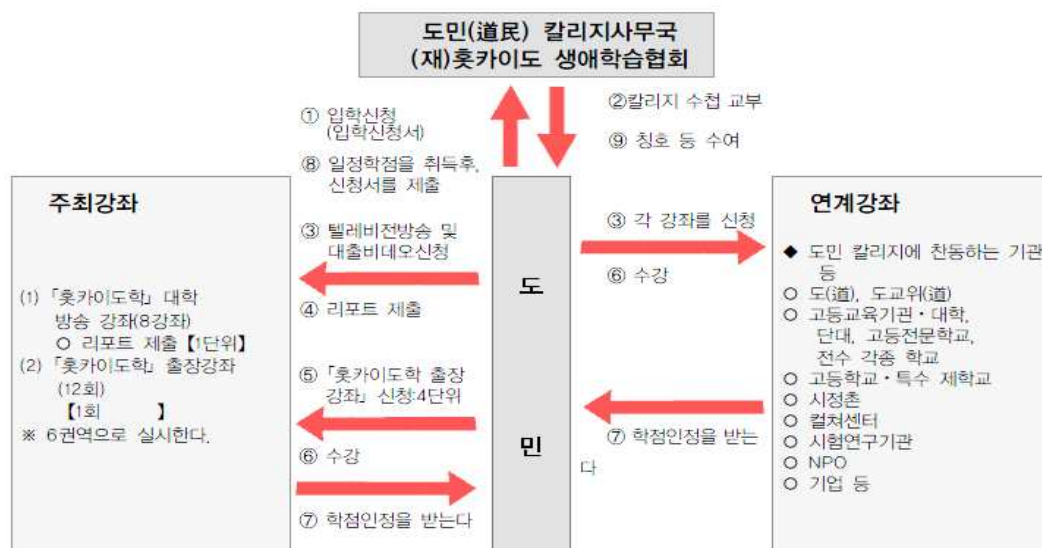 도민(道民) 칼리지사무국
(재)홋카이도 생애학습협회
① 입학신청
(입학신청서)
⑧ 일정학점을 취득후,
신청서를 제출
②칼리지 수첩 교부
⑨ 칭호 등 수여
주최강좌
(1) 「홋카이도학」 대학
방송 강좌(8강좌)
○ 리포트 제출【1단위】
(2) 「홋카이도학」 출장강좌
(12회)
【1회 】
※ 6권역으로 실시한다.
③ 텔레비전방송 및
대출비데오신청
④ 리포트 제출
⑤「홋카이도학 출장
강좌」 신청:4단위
⑥ 수강
⑦ 학점인정을 받는다
도
민
③ 각 강좌를 신청
⑥ 수강
⑦ 학점인정을 받는
다
연계강좌
◆ 도민 칼리지에 찬동하는 기관
등
○ 도(道), 도교위(道)
○ 고등교육기관・대학,
단대, 고등전문학교,
전수 각종 학교
○ 고등학교・특수 제학교
○ 시정촌
○ 컬쳐센터
○ 시험연구기관
○ NPO
○ 기업 등